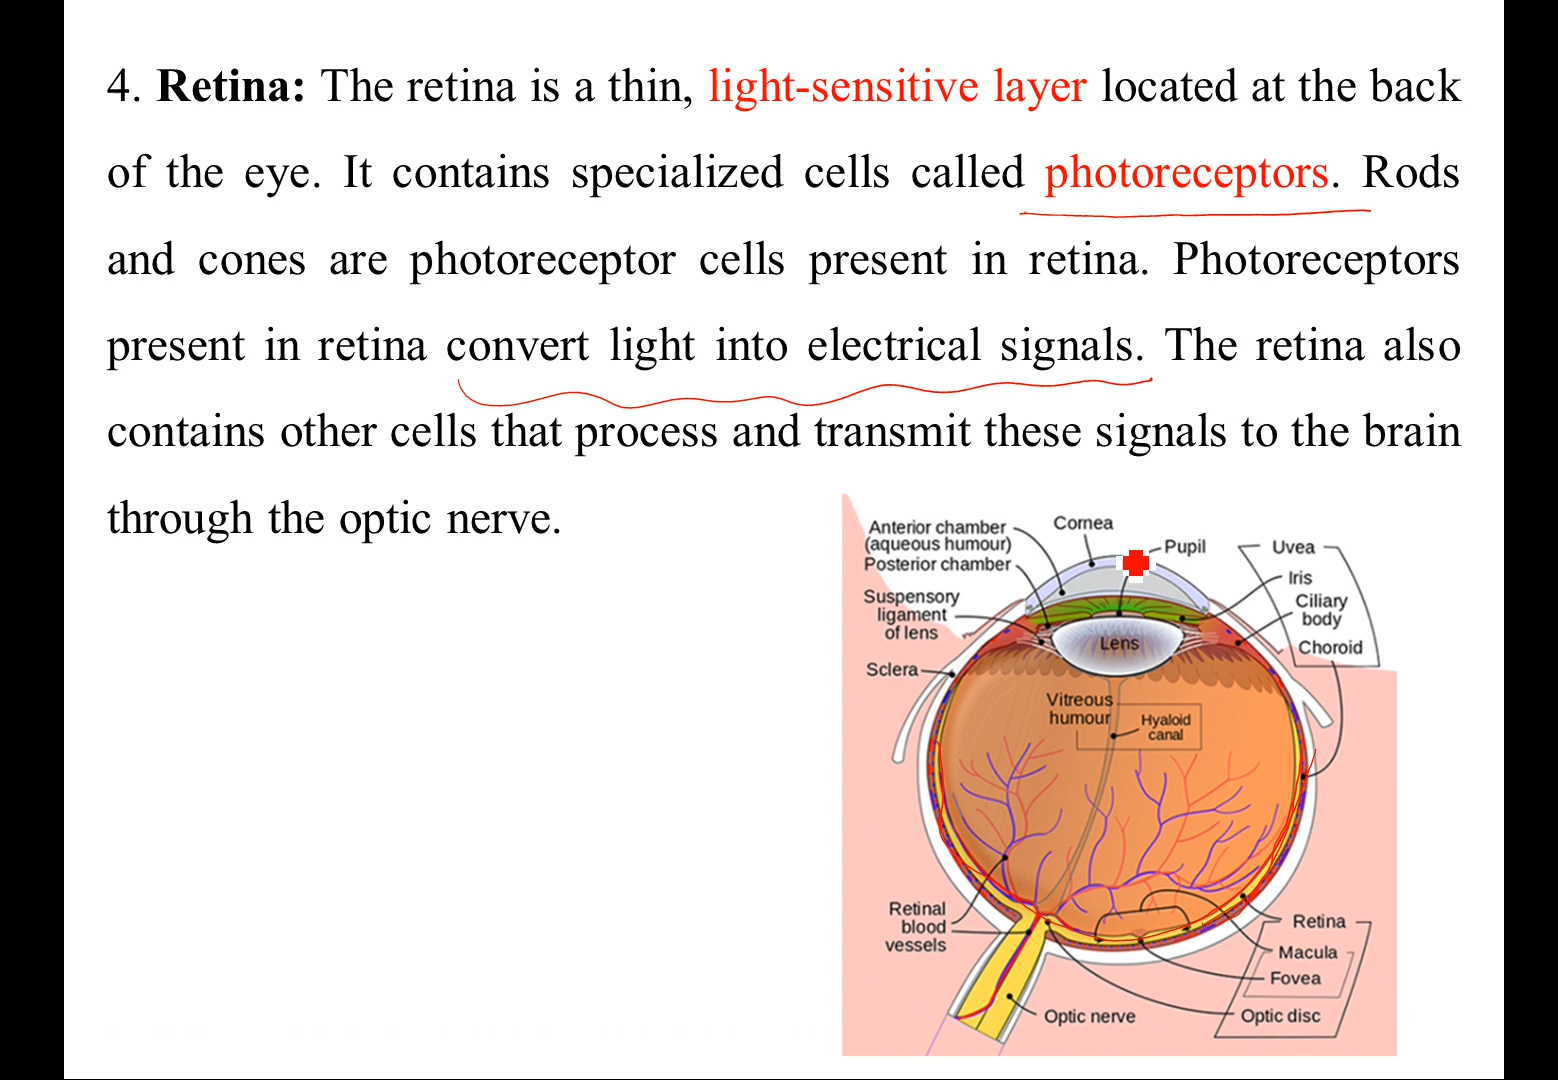 4. Retina: The retina is a thin, light-sensitive layer located at the back
of the eye. It contains specialized cells called photoreceptors. Rods
and cones are photoreceptor cells present in retina. Photoreceptors
present in retina convert light into electrical signals. The retina also
contains other cells that process and transmit these signals to the brain
through the optic nerve.
Anterior chamber
(aqueous humour)
Posterior chamber
Cornea
Pupil
Uvea
Iris
Ciliary
body
Choroid
Suspensory
ligament
of lens
Lens
Sclera
Vitreous
humour
Hyaloid
canal
Retinal
blood
vessels
Retina
Macula
Fovea
Optic nerve
Optic disc